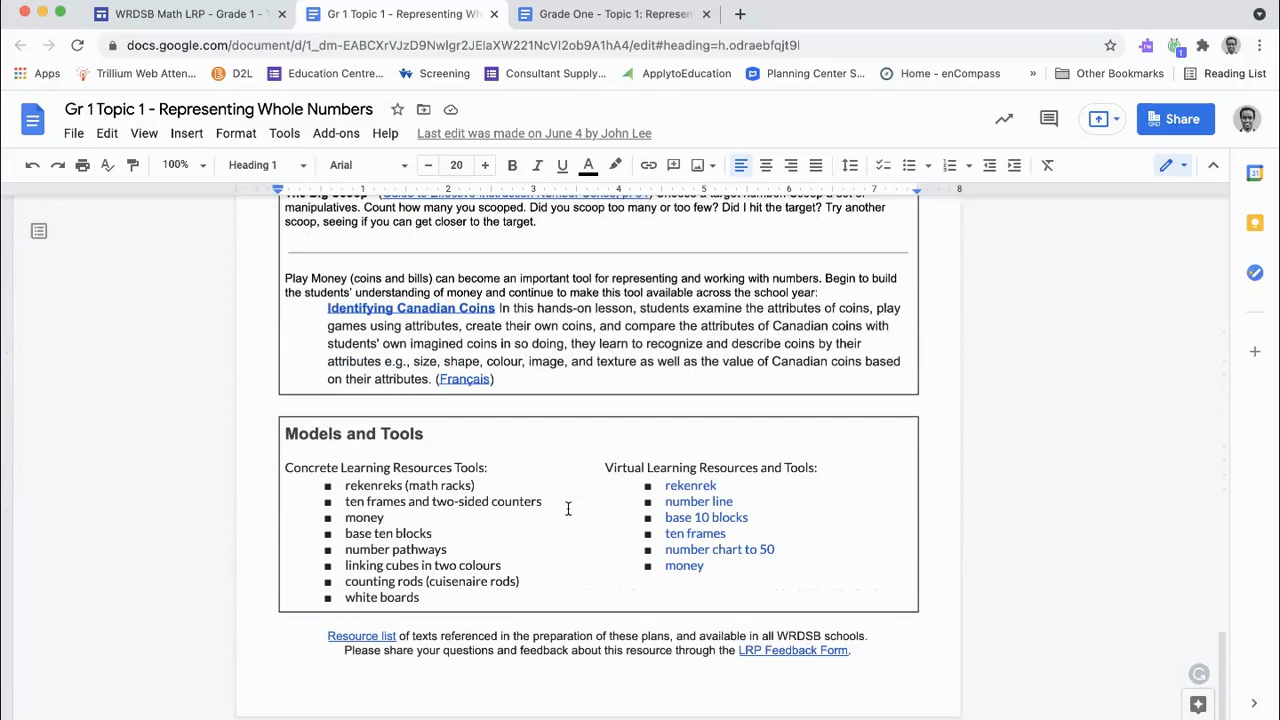 WRDSB Math LRP - Grade 1 -
Gr 1 Topic 1 - Representing Wh
Grade One - Topic 1: Represen
docs.google.com/document/d/1_dm-EABCXrVJzD9Nwlgr2JElaXW221NcVl2ob9A1hA4/edit#heading=h.odraebfqjt9l
Apps
Trillium Web Atten...
D2L
Education Centre...
Screening
Consultant Supply...
ApplytoEducation
Planning Center S...
Home - enCompass
»
Other Bookmarks
Reading List
Gr 1 Topic 1 - Representing Whole Numbers
Share
File Edit View Insert Format Tools Add-ons Help Last edit was made on June 4 by John Lee
100% Heading 1 Arial 20
1 2 3 4 5 6 7 8
manipulatives. Count how many you scooped. Did you scoop too many or too few? Did I hit the target? Try another
scoop, seeing if you can get closer to the target.
Play Money (coins and bills) can become an important tool for representing and working with numbers. Begin to build
the students' understanding of money and continue to make this tool available across the school year:
Identifying Canadian Coins In this hands-on lesson, students examine the attributes of coins, play
games using attributes, create their own coins, and compare the attributes of Canadian coins with
students' own imagined coins in so doing, they learn to recognize and describe coins by their
attributes e.g., size, shape, colour, image, and texture as well as the value of Canadian coins based
on their attributes. (Français)
Models and Tools
Concrete Learning Resources Tools:
■ rekenreks (math racks)
■ ten frames and two-sided counters
■ money
■ base ten blocks
■ number pathways
■ linking cubes in two colours
■ counting rods (cuisenaire rods)
■ white boards
Virtual Learning Resources and Tools:
■ rekenrek
■ number line
■ base 10 blocks
■ ten frames
■ number chart to 50
■ money
Resource list of texts referenced in the preparation of these plans, and available in all WRDSB schools.
Please share your questions and feedback about this resource through the LRP Feedback Form.